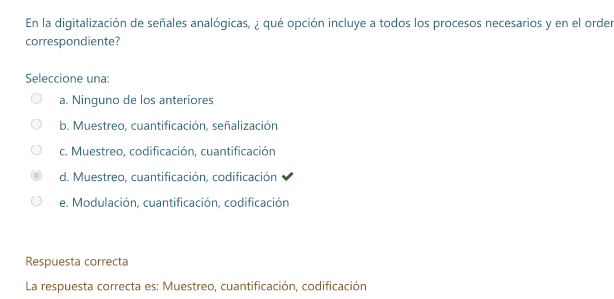 En la digitalización de señales analógicas, ¿ qué opción incluye a todos los procesos necesarios y en el order
correspondiente?
Seleccione una:
a. Ninguno de los anteriores
b. Muestreo, cuantificación, señalización
c. Muestreo, codificación, cuantificación
d. Muestreo, cuantificación, codificación
e. Modulación, cuantificación, codificación
Respuesta correcta
La respuesta correcta es: Muestreo, cuantificación, codificación